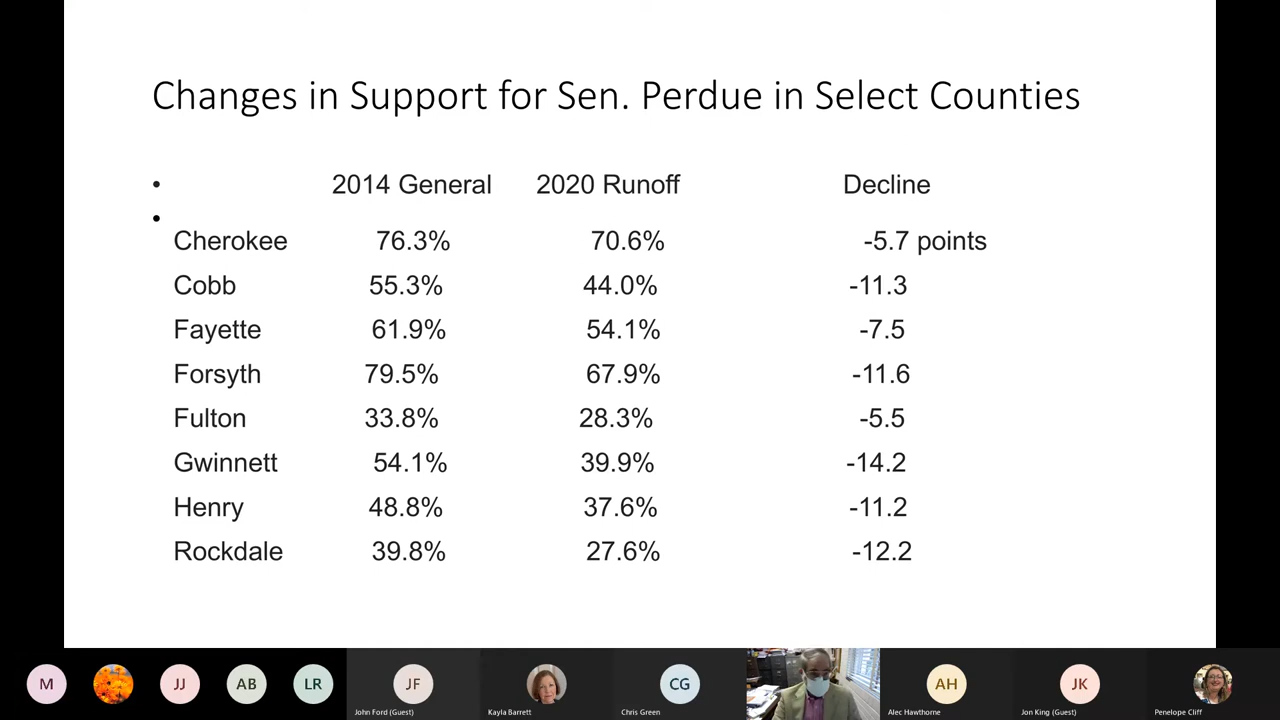 Changes in Support for Sen. Perdue in Select Counties
• 2014 General 2020 Runoff Decline
•
Cherokee 76.3% 70.6% -5.7 points
Cobb 55.3% 44.0% -11.3
Fayette 61.9% 54.1% -7.5
Forsyth 79.5% 67.9% -11.6
Fulton 33.8% 28.3% -5.5
Gwinnett 54.1% 39.9% -14.2
Henry 48.8% 37.6% -11.2
Rockdale 39.8% 27.6% -12.2
M JJ AB LR JF CG AH JK
John Ford (Guest) Kayla Barrett Chris Green Alec Hawthorne Jon King (Guest) Penelope Cliff